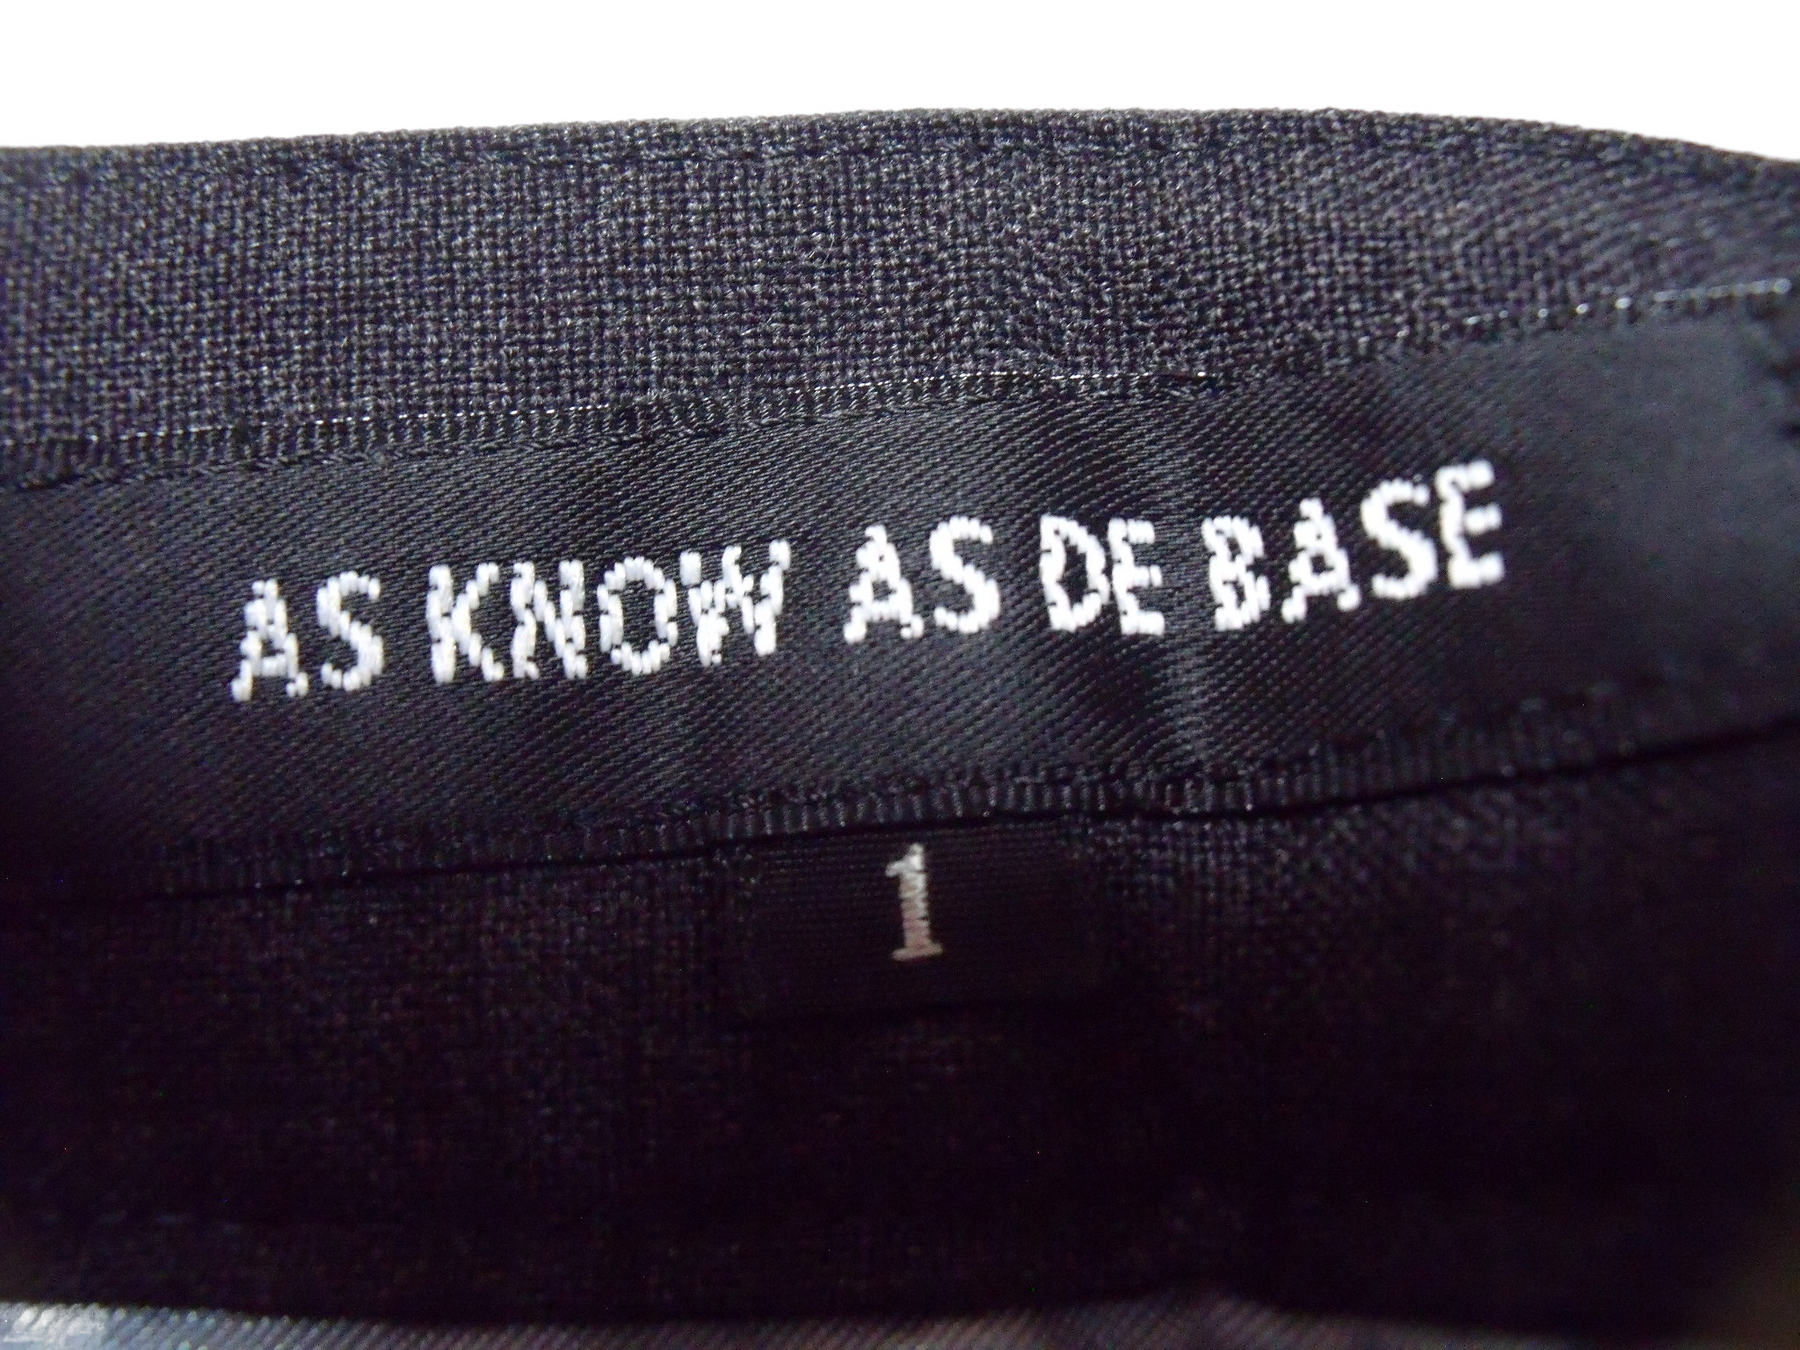 AS KNOW AS DE BASE
1